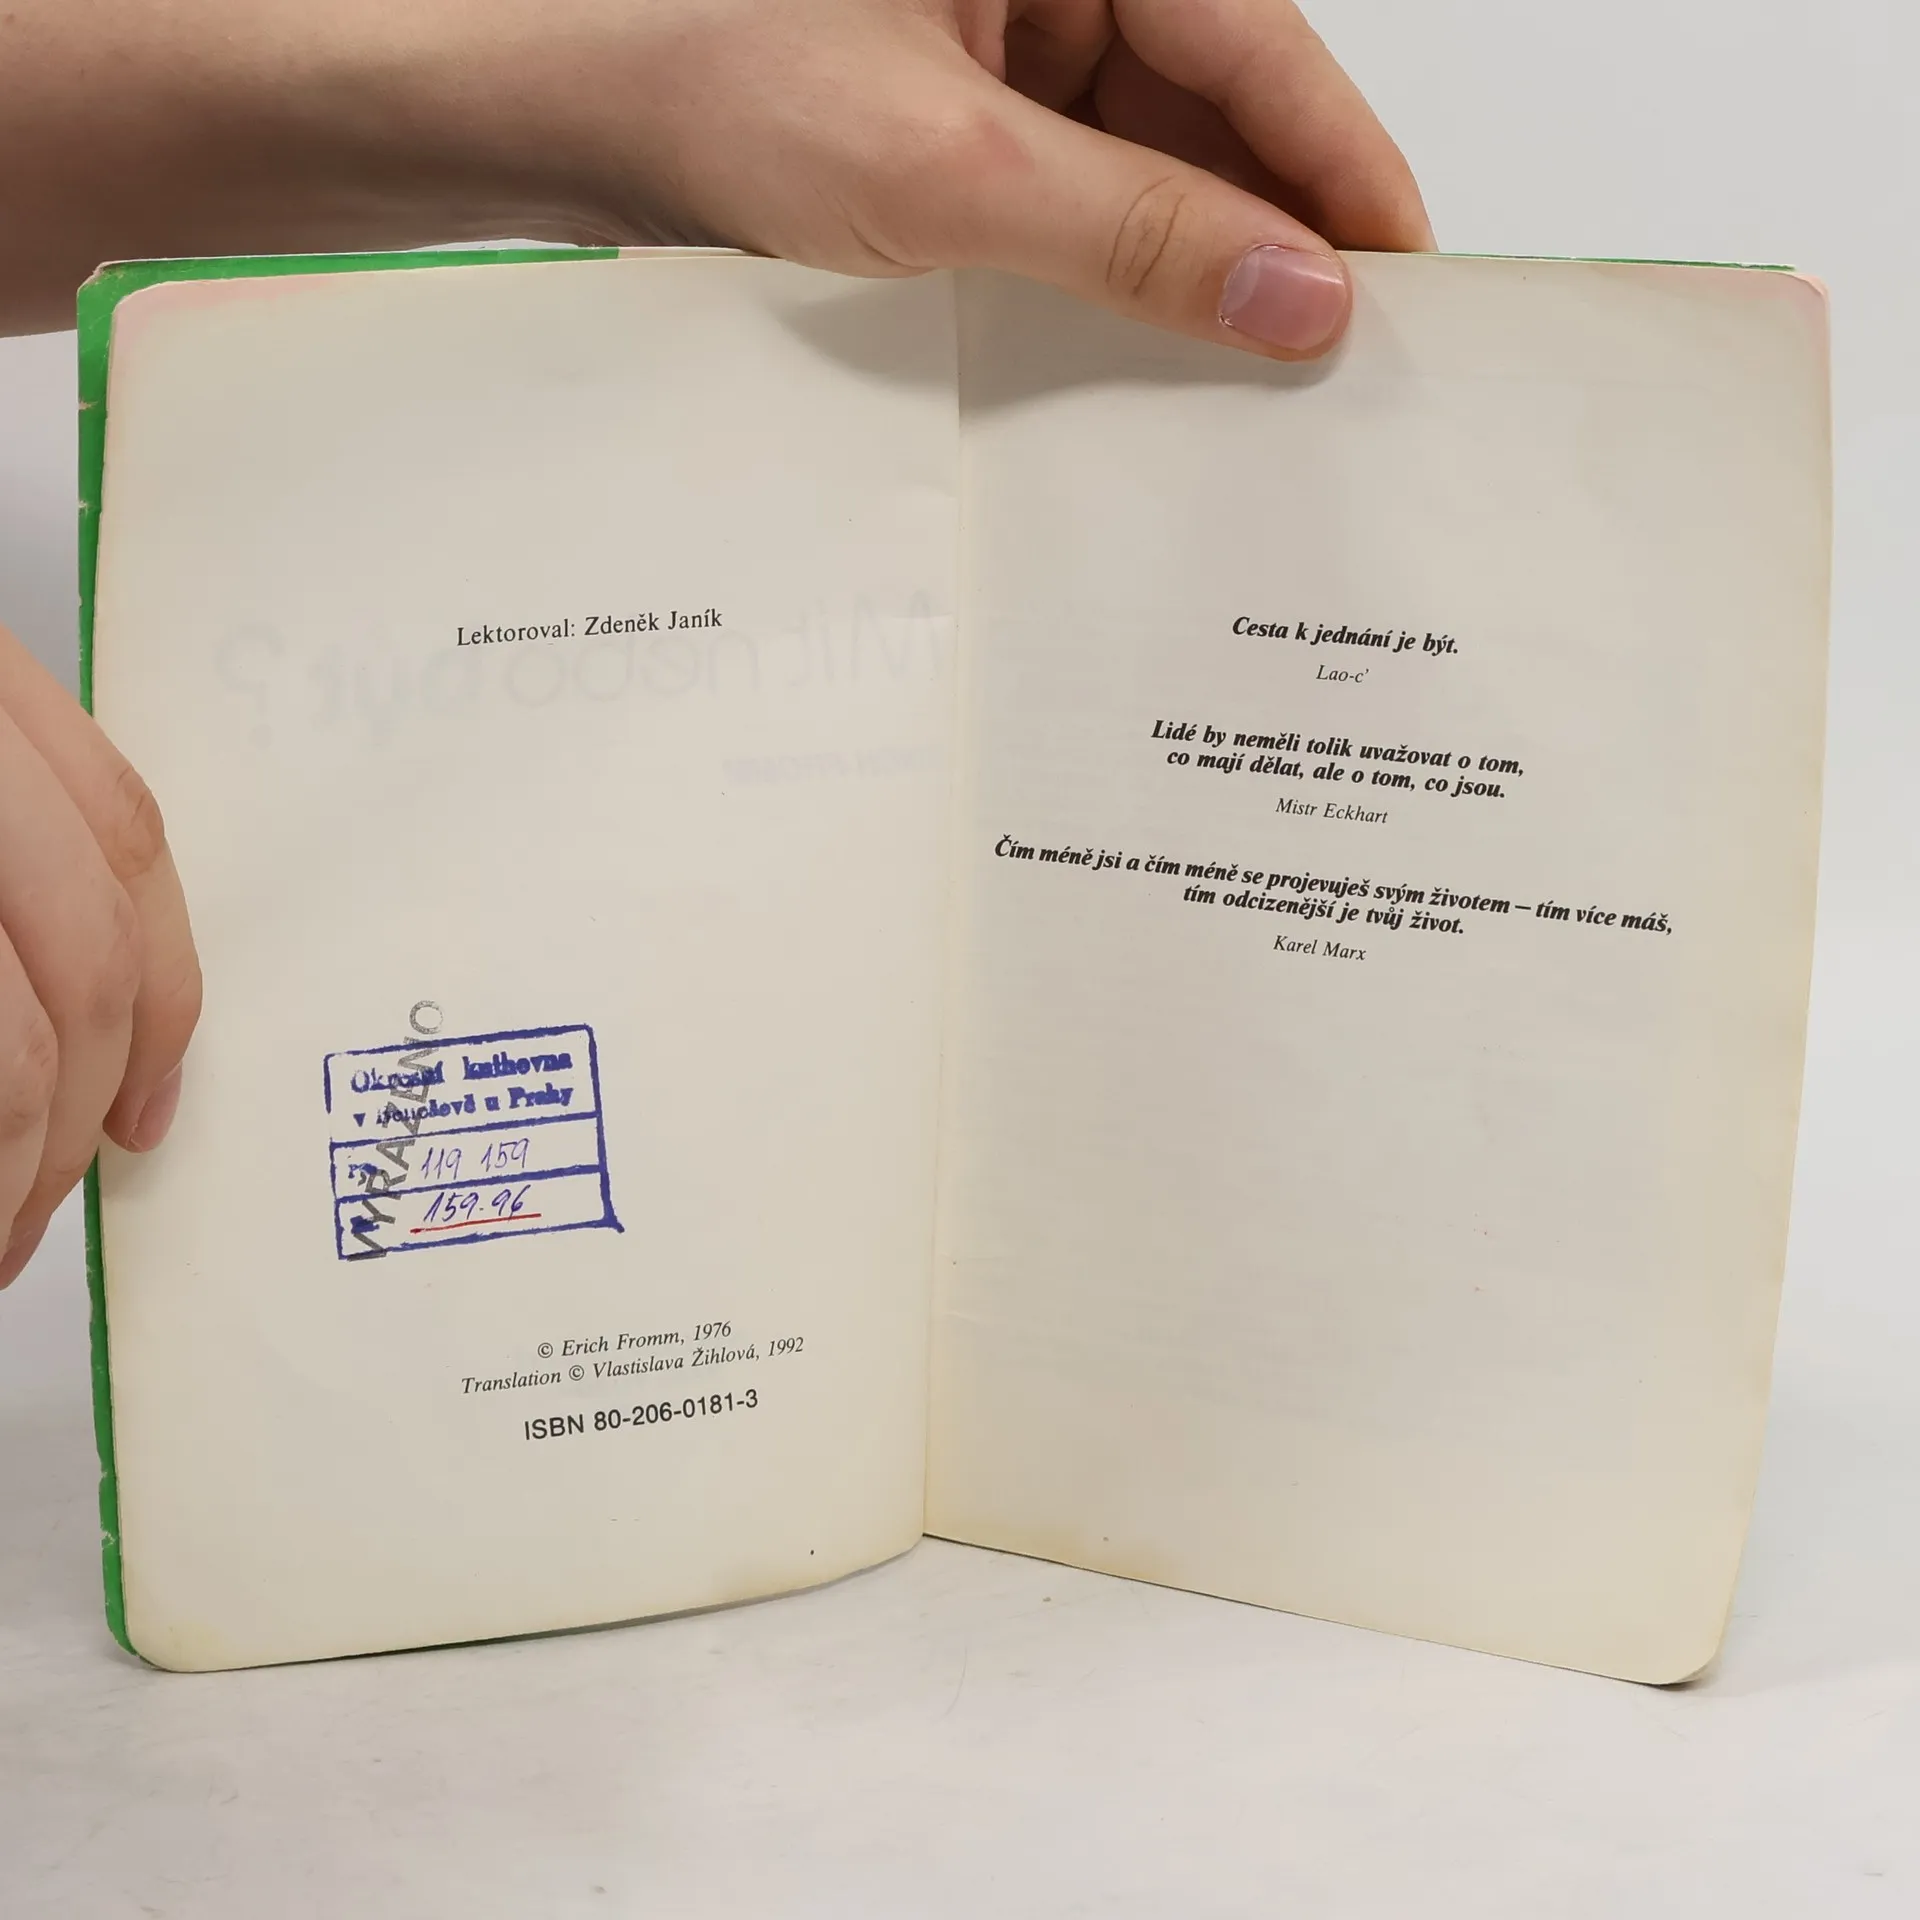 Lektoroval: Zdeněk Janík
VYŘAZENO
Okresní knihovna
v Benešově u Prahy
119 159
159.96
© Erich Fromm, 1976
Translation © Vlastislava Žihlová, 1992
ISBN 80-206-0181-3
Cesta k jednání je být.
Lao-c’
Lidé by neměli tolik uvažovat o tom,
co mají dělat, ale o tom, co jsou.
Mistr Eckhart
Čím méně jsi a čím méně se projevuješ svým životem – tím více máš,
tím odcizenější je tvůj život.
Karel Marx